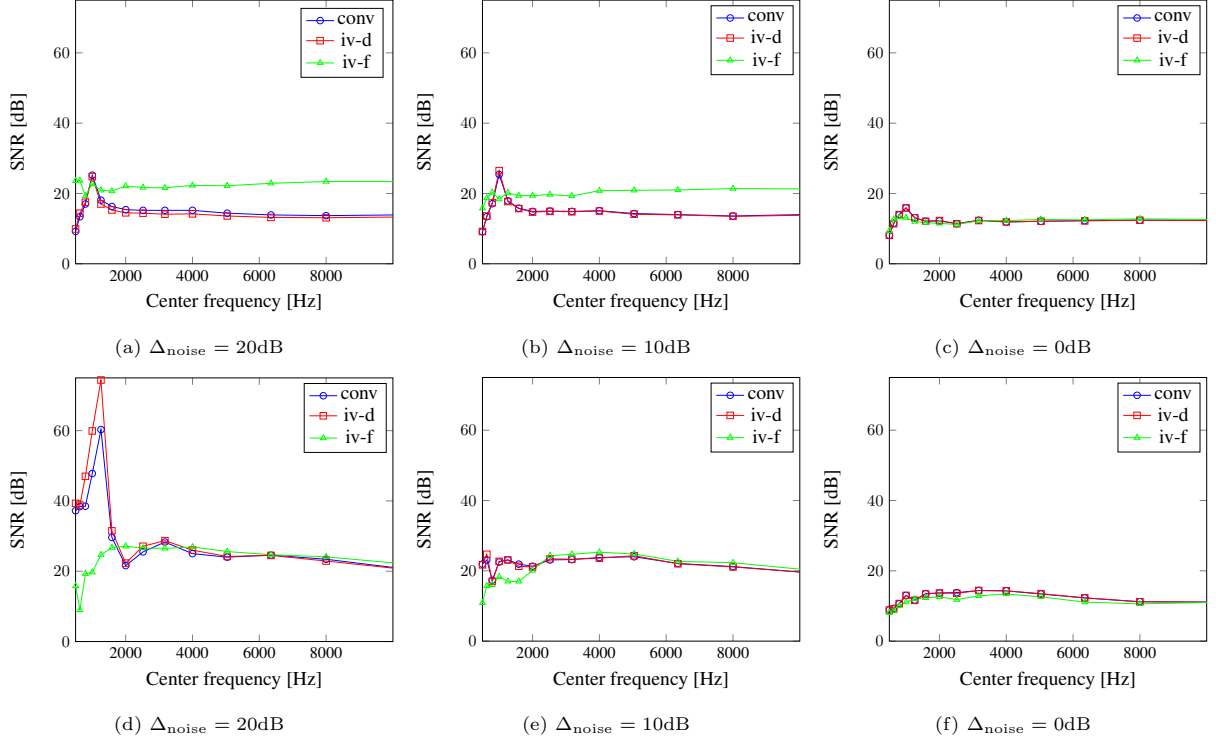 conv
iv-d
iv-f
SNR [dB]
60
40
20
0
2000 4000 6000 8000
Center frequency [Hz]
(a) Δnoise = 20dB
conv
iv-d
iv-f
SNR [dB]
60
40
20
0
2000 4000 6000 8000
Center frequency [Hz]
(b) Δnoise = 10dB
conv
iv-d
iv-f
SNR [dB]
60
40
20
0
2000 4000 6000 8000
Center frequency [Hz]
(c) Δnoise = 0dB
conv
iv-d
iv-f
SNR [dB]
60
40
20
0
2000 4000 6000 8000
Center frequency [Hz]
(d) Δnoise = 20dB
conv
iv-d
iv-f
SNR [dB]
60
40
20
0
2000 4000 6000 8000
Center frequency [Hz]
(e) Δnoise = 10dB
conv
iv-d
iv-f
SNR [dB]
60
40
20
0
2000 4000 6000 8000
Center frequency [Hz]
(f) Δnoise = 0dB